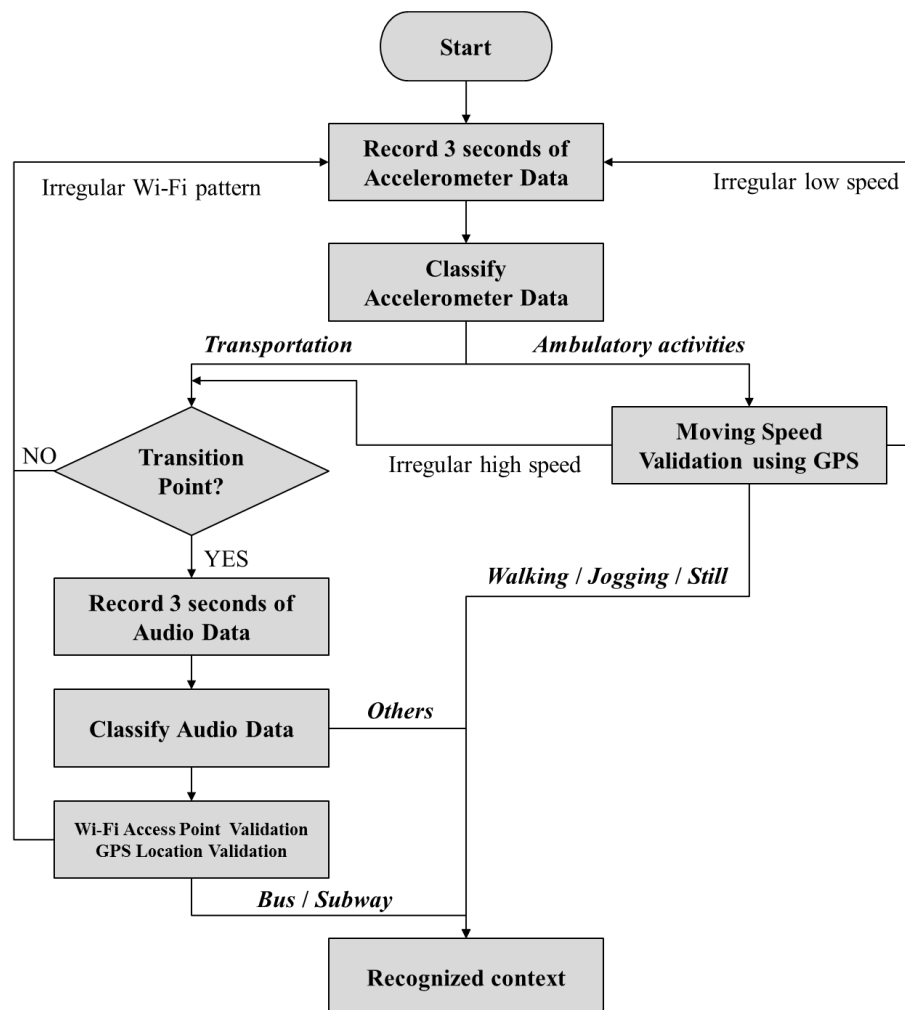 Start
Record 3 seconds of
Accelerometer Data
Irregular Wi-Fi pattern
Irregular low speed
Classify
Accelerometer Data
Transportation
Ambulatory activities
Transition
Point?
NO
Irregular high speed
Moving Speed
Validation using GPS
YES
Walking / Jogging / Still
Record 3 seconds of
Audio Data
Classify Audio Data
Others
Wi-Fi Access Point Validation
GPS Location Validation
Bus / Subway
Recognized context